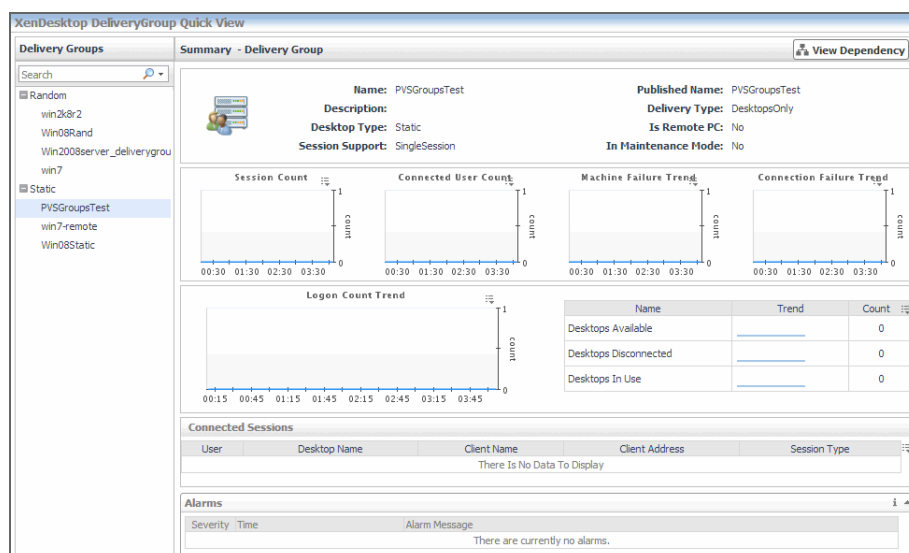 XenDesktop DeliveryGroup Quick View
Delivery Groups
Search
Random
win2k8r2
Win08Rand
Win2008server_deliverygrou
win7
Static
PVSGroupsTest
win7-remote
Win08Static
Summary - Delivery Group
View Dependency
Name: PVSGroupsTest Published Name: PVSGroupsTest
Description: Delivery Type: DesktopsOnly
Desktop Type: Static Is Remote PC: No
Session Support: SingleSession In Maintenance Mode: No
Session Count Connected User Count Machine Failure Trend Connection Failure Trend
1 1 1 1
count count count count
0 0 0 0
00:30 01:30 02:30 03:30 00:30 01:30 02:30 03:30 00:30 01:30 02:30 03:30 00:30 01:30 02:30 03:30
Logon Count Trend
1
count
0
00:15 00:45 01:15 01:45 02:15 02:45 03:15 03:45
Name Trend Count
Desktops Available 0
Desktops Disconnected 0
Desktops In Use 0
Connected Sessions
User Desktop Name Client Name Client Address Session Type
There Is No Data To Display
Alarms
Severity Time Alarm Message
There are currently no alarms.